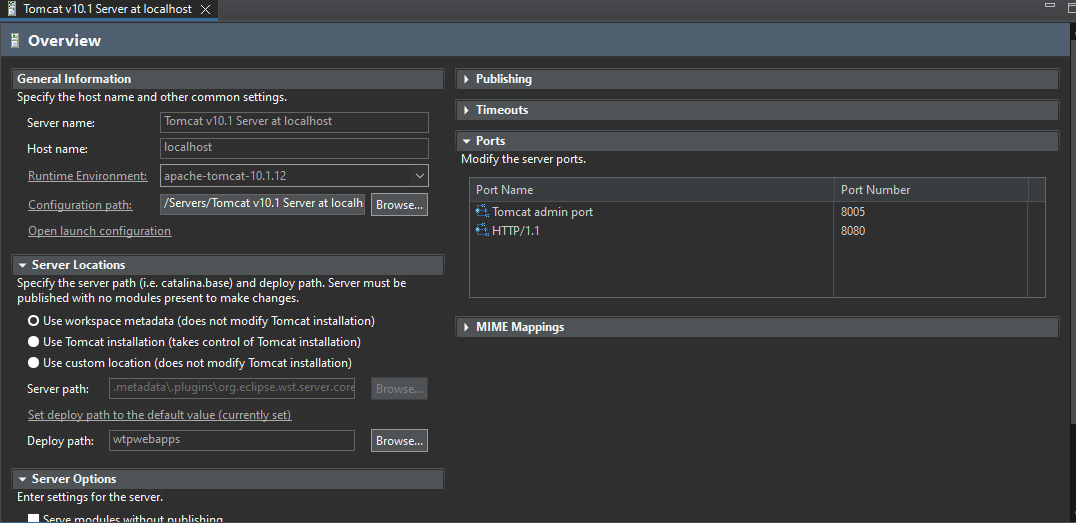 Tomcat v10.1 Server at localhost
Overview
General Information
Specify the host name and other common settings.
Server name:
Tomcat v10.1 Server at localhost
Host name:
localhost
Runtime Environment:
apache-tomcat-10.1.12
Configuration path:
/Servers/Tomcat v10.1 Server at localh
Browse...
Open launch configuration
Server Locations
Specify the server path (i.e. catalina.base) and deploy path. Server must be
published with no modules present to make changes.
Use workspace metadata (does not modify Tomcat installation)
Use Tomcat installation (takes control of Tomcat installation)
Use custom location (does not modify Tomcat installation)
Server path:
.metadata\.plugins\org.eclipse.wst.server.core
Browse...
Set deploy path to the default value (currently set)
Deploy path:
wtpwebapps
Browse...
Server Options
Enter settings for the server.
Serve modules without publishing
Publishing
Timeouts
Ports
Modify the server ports.
Port Name Port Number
Tomcat admin port 8005
HTTP/1.1 8080
MIME Mappings